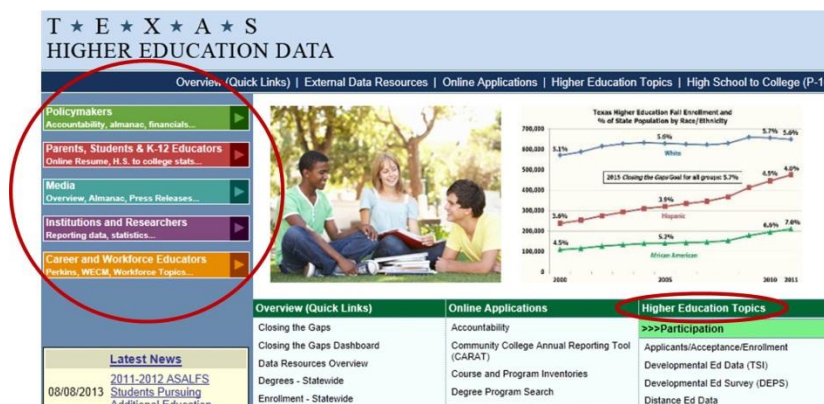 T ★ E ★ X ★ A ★ S
HIGHER EDUCATION DATA
Overview (Quick Links) | External Data Resources | Online Applications | Higher Education Topics | High School to College (P-1
Policymakers
Accountability, almanac, financials...
Parents, Students & K-12 Educators
Online Resume, H.S. to college stats...
Media
Overview, Almanac, Press Releases...
Institutions and Researchers
Reporting data, statistics...
Career and Workforce Educators
Perkins, WECM, Workforce Topics...
Latest News
08/08/2013 2011-2012 ASALFS
Students Pursuing
Additional Education
Texas Higher Education Fall Enrollment and
% of State Population by Race/Ethnicity
700,000
600,000
500,000
400,000
300,000
200,000
100,000
0
5.1%
5.6%
5.7% 5.6%
White
2015 Closing the Gaps Goal for all groups: 5.7%
3.6%
3.9%
4.5%
4.6%
Hispanic
4.5%
5.2%
6.6% 7.0%
African American
2000 2005 2010 2011
Overview (Quick Links)
Closing the Gaps
Closing the Gaps Dashboard
Data Resources Overview
Degrees - Statewide
Enrollment - Statewide
Online Applications
Accountability
Community College Annual Reporting Tool
(CARAT)
Course and Program Inventories
Degree Program Search
Higher Education Topics
>>>Participation
Applicants/Acceptance/Enrollment
Developmental Ed Data (TSI)
Developmental Ed Survey (DEPS)
Distance Ed Data